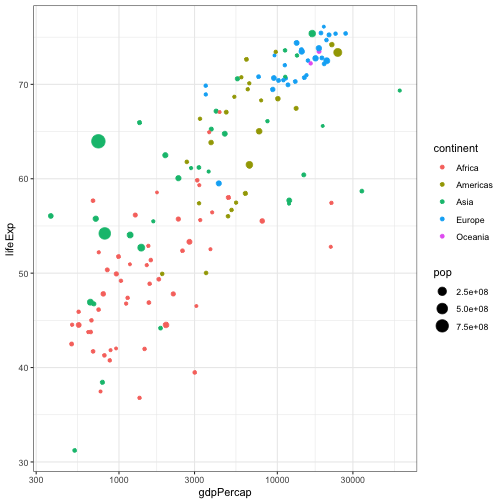 continent
Africa
Americas
Asia
Europe
Oceania
pop
2.5e+08
5.0e+08
7.5e+08
lifeExp
70
60
50
40
30
300 1000 3000 10000 30000
gdpPercap